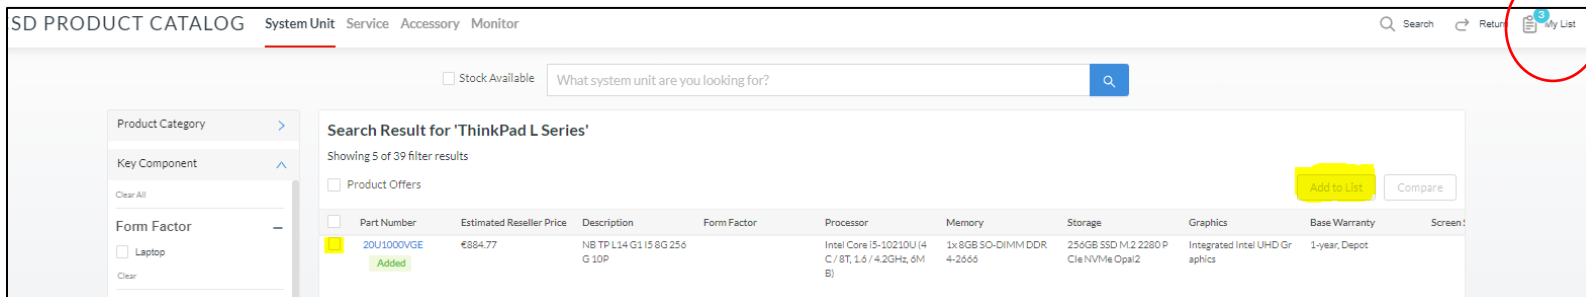 SD PRODUCT CATALOG System Unit Service Accessory Monitor Search Return 3 My List
Stock Available What system unit are you looking for?
Product Category
Key Component
Clear All
Form Factor
Laptop
Clear
Search Result for 'ThinkPad L Series'
Showing 5 of 39 filter results
Product Offers Add to List Compare
Part Number Estimated Reseller Price Description Form Factor Processor Memory Storage Graphics Base Warranty Screen S
20U1000VGE €884.77 NB TP L14 G1 I5 8G 256 Intel Core i5-10210U (4 1x 8GB SO-DIMM DDR 256GB SSD M.2 2280 P Integrated Intel UHD Gr 1-year, Depot
Added G 10P C / 8T, 1.6 / 4.2GHz, 6M 4-2666 CIe NVMe Opal2 aphics
B)